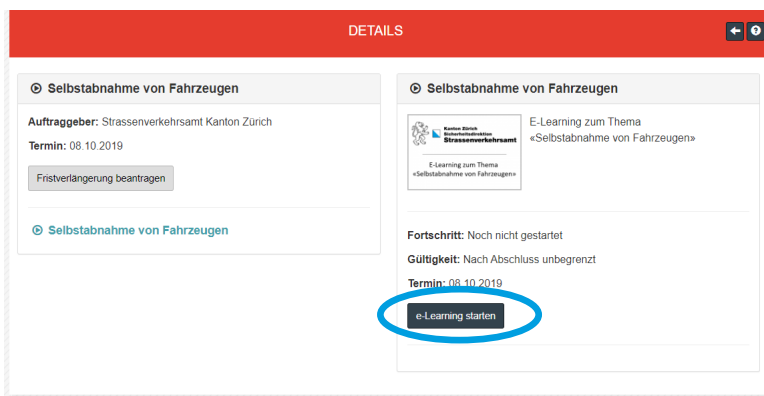 DETAILS
Selbstabnahme von Fahrzeugen
Auftraggeber: Strassenverkehrsamt Kanton Zürich
Termin: 08.10.2019
Fristverlängerung beantragen
Selbstabnahme von Fahrzeugen
Selbstabnahme von Fahrzeugen
Kanton Zürich
Sicherheitsdirektion
Strassenverkehrsamt
E-Learning zum Thema
«Selbstabnahme von Fahrzeugen»
E-Learning zum Thema
«Selbstabnahme von Fahrzeugen»
Fortschritt: Noch nicht gestartet
Gültigkeit: Nach Abschluss unbegrenzt
Termin: 08.10.2019
e-Learning starten